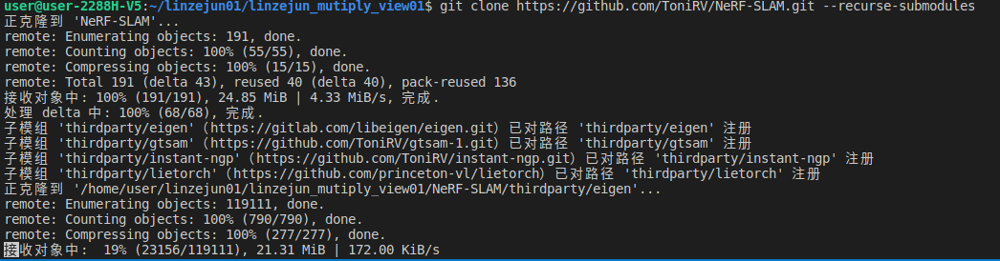 user@user-2288H-V5:~/linzejun01/linzejun_mutiply_view01$ git clone https://github.com/ToniRV/NeRF-SLAM.git --recurse-submodules
正克隆到 'NeRF-SLAM'...
remote: Enumerating objects: 191, done.
remote: Counting objects: 100% (55/55), done.
remote: Compressing objects: 100% (15/15), done.
remote: Total 191 (delta 43), reused 40 (delta 40), pack-reused 136
接收对象中: 100% (191/191), 24.85 MiB | 4.33 MiB/s, 完成.
处理 delta 中: 100% (68/68), 完成.
子模组 'thirdparty/eigen'（https://gitlab.com/libeigen/eigen.git）已对路径 'thirdparty/eigen' 注册
子模组 'thirdparty/gtsam'（https://github.com/ToniRV/gtsam-1.git）已对路径 'thirdparty/gtsam' 注册
子模组 'thirdparty/instant-ngp'（https://github.com/ToniRV/instant-ngp.git）已对路径 'thirdparty/instant-ngp' 注册
子模组 'thirdparty/lietorch'（https://github.com/princeton-vl/lietorch）已对路径 'thirdparty/lietorch' 注册
正克隆到 '/home/user/linzejun01/linzejun_mutiply_view01/NeRF-SLAM/thirdparty/eigen'...
remote: Enumerating objects: 119111, done.
remote: Counting objects: 100% (790/790), done.
remote: Compressing objects: 100% (277/277), done.
接收对象中:  19% (23156/119111), 21.31 MiB | 172.00 KiB/s